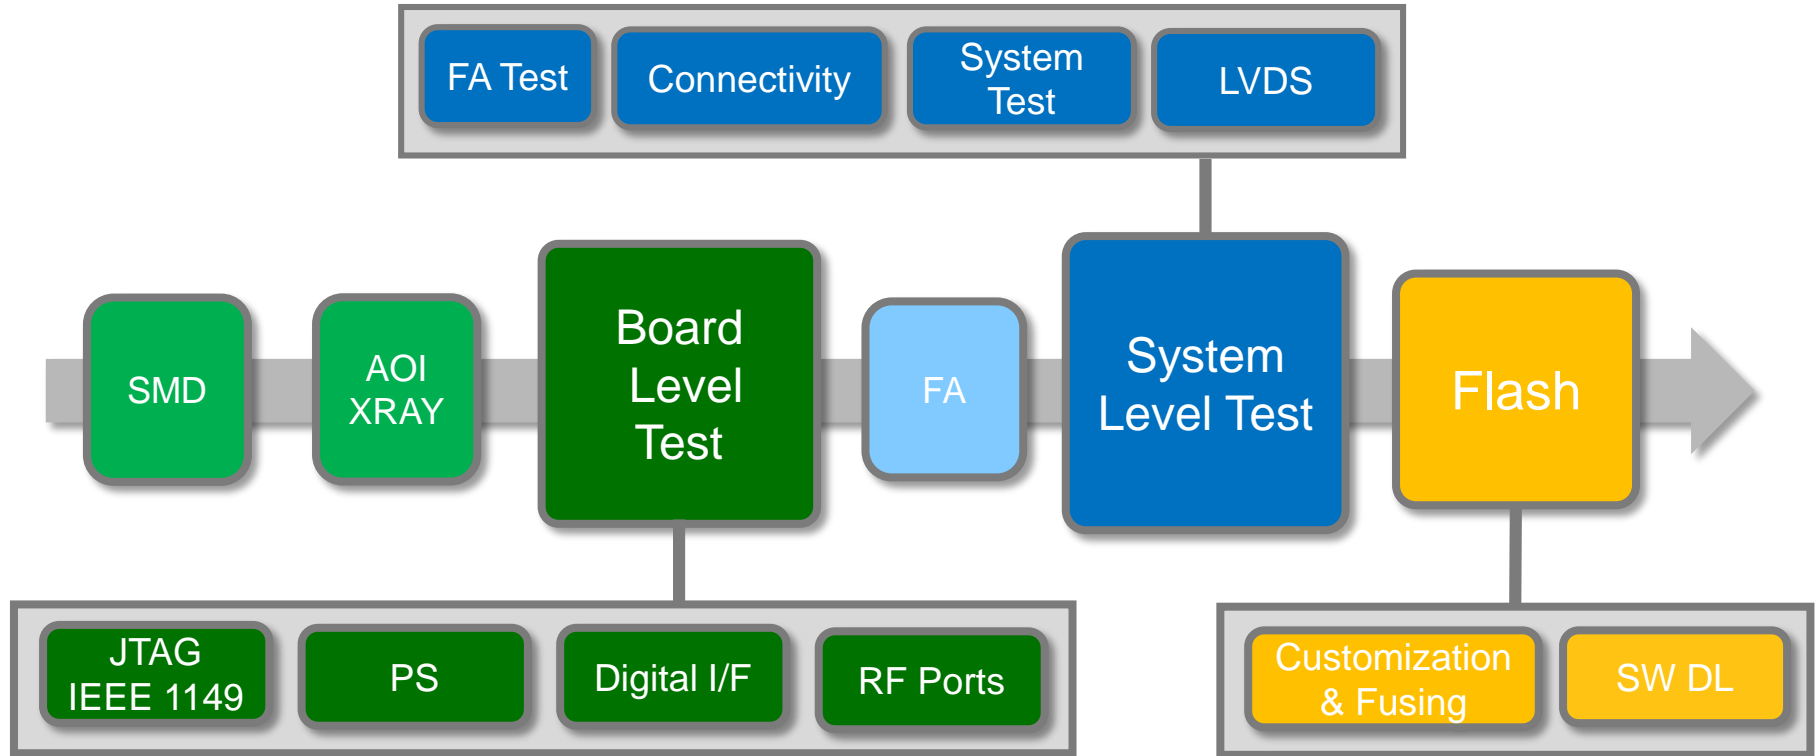 FA Test
Connectivity
System
Test
LVDS
SMD
AOI
XRAY
Board
Level
Test
FA
System
Level Test
Flash
JTAG
IEEE 1149
PS
Digital I/F
RF Ports
Customization
& Fusing
SW DL